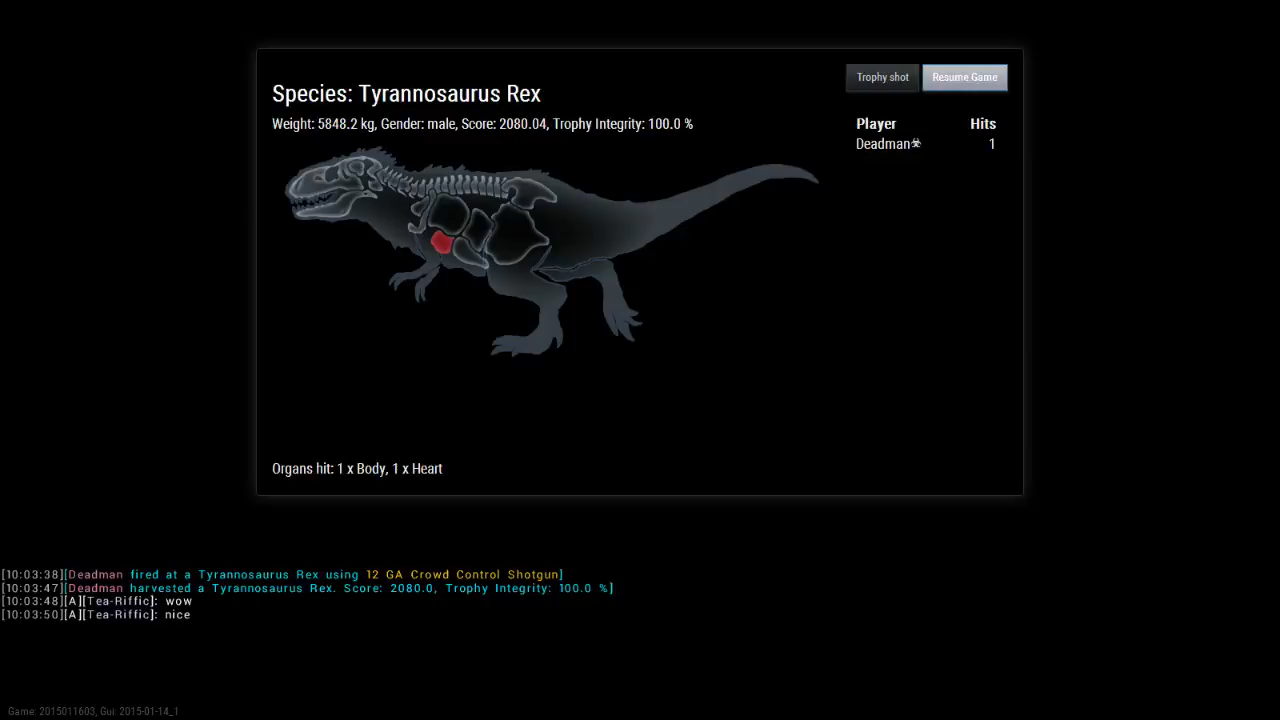 Trophy shot
Resume Game
Species: Tyrannosaurus Rex
Weight: 5848.2 kg, Gender: male, Score: 2080.04, Trophy Integrity: 100.0 %
Player Hits
Deadman☣ 1
Organs hit: 1 x Body, 1 x Heart
[10:03:38][Deadman fired at a Tyrannosaurus Rex using 12 GA Crowd Control Shotgun]
[10:03:47][Deadman harvested a Tyrannosaurus Rex. Score: 2080.0, Trophy Integrity: 100.0 %]
[10:03:48][A][Tea-Riffic]: wow
[10:03:50][A][Tea-Riffic]: nice
Game: 2015011603, Gui: 2015-01-14_1